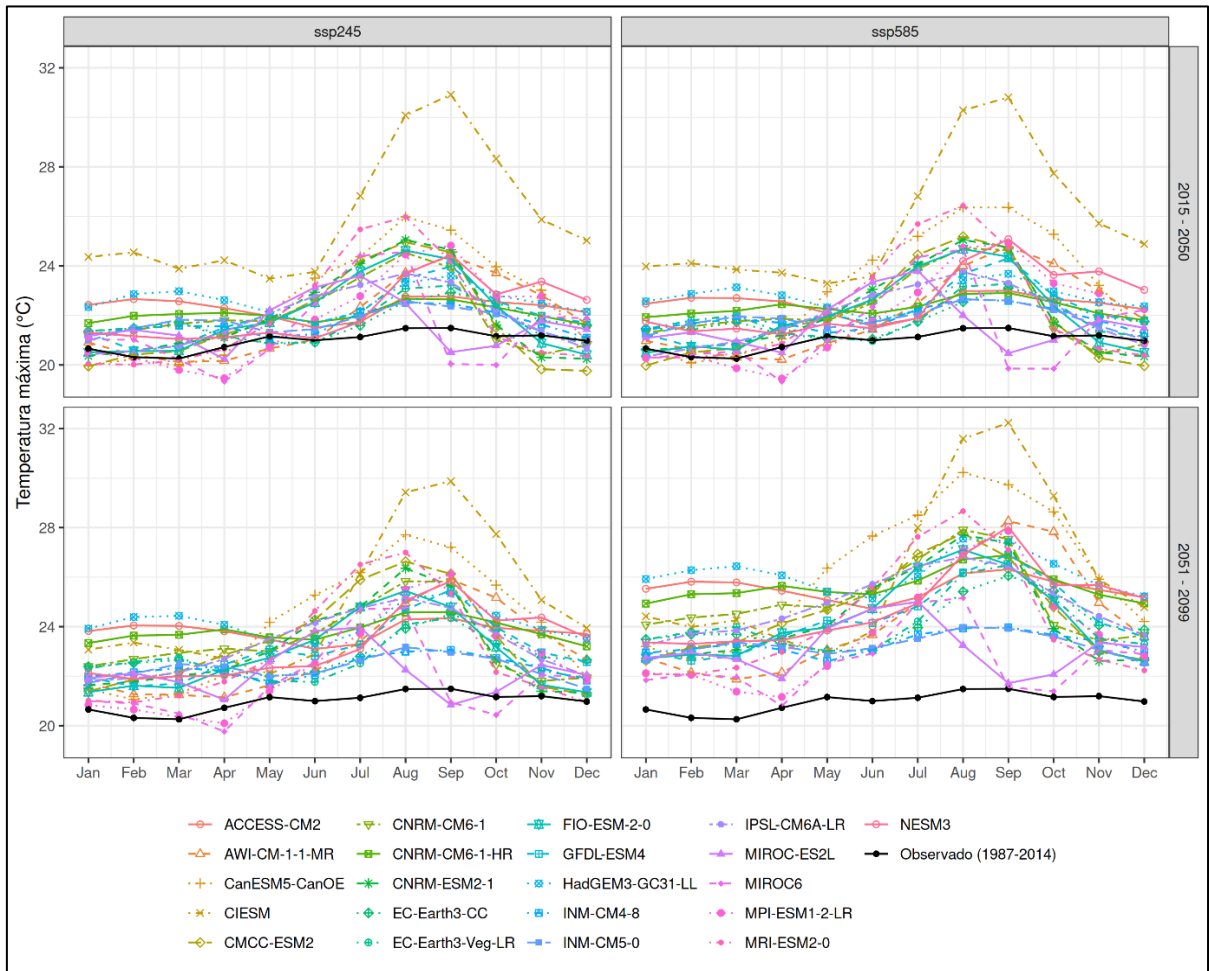 ssp245
ssp585
Temperatura máxima (°C)
32
28
24
20
2015 - 2050
32
28
24
20
2051 - 2099
Jan Feb Mar Apr May Jun Jul Aug Sep Oct Nov Dec
Jan Feb Mar Apr May Jun Jul Aug Sep Oct Nov Dec
ACCESS-CM2 CNRM-CM6-1 FIO-ESM-2-0 IPSL-CM6A-LR NESM3
AWI-CM-1-1-MR CNRM-CM6-1-HR GFDL-ESM4 MIROC-ES2L Observado (1987-2014)
CanESM5-CanOE CNRM-ESM2-1 HadGEM3-GC31-LL MIROC6
CIESM EC-Earth3-CC INM-CM4-8 MPI-ESM1-2-LR
CMCC-ESM2 EC-Earth3-Veg-LR INM-CM5-0 MRI-ESM2-0